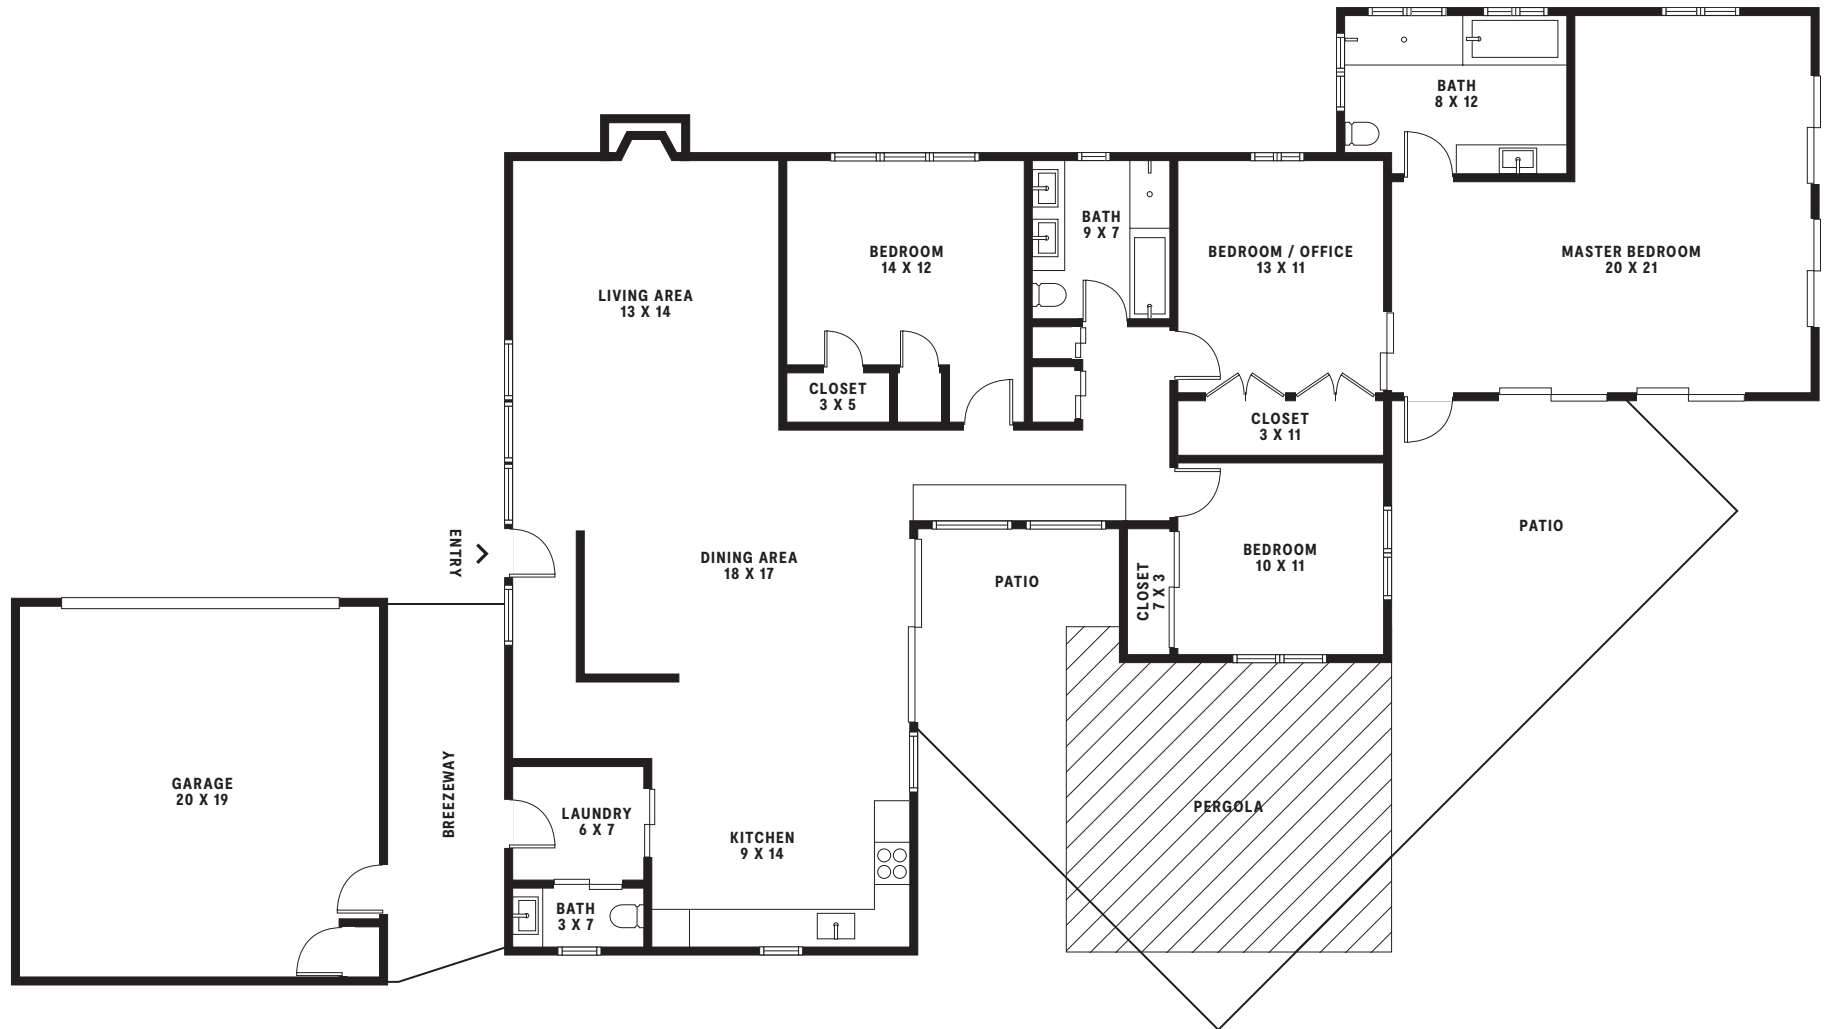 BATH
8 X 12
MASTER BEDROOM
20 X 21
BEDROOM
14 X 12
BATH
9 X 7
BEDROOM / OFFICE
13 X 11
LIVING AREA
13 X 14
CLOSET
3 X 5
CLOSET
3 X 11
ENTRY
DINING AREA
18 X 17
PATIO
CLOSET
7 X 3
BEDROOM
10 X 11
PATIO
GARAGE
20 X 19
BREEZEWAY
LAUNDRY
6 X 7
KITCHEN
9 X 14
PERGOLA
BATH
3 X 7